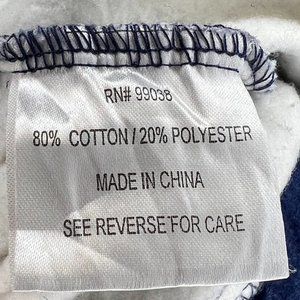 RN# 99038
80% COTTON / 20% POLYESTER
MADE IN CHINA
SEE REVERSE FOR CARE